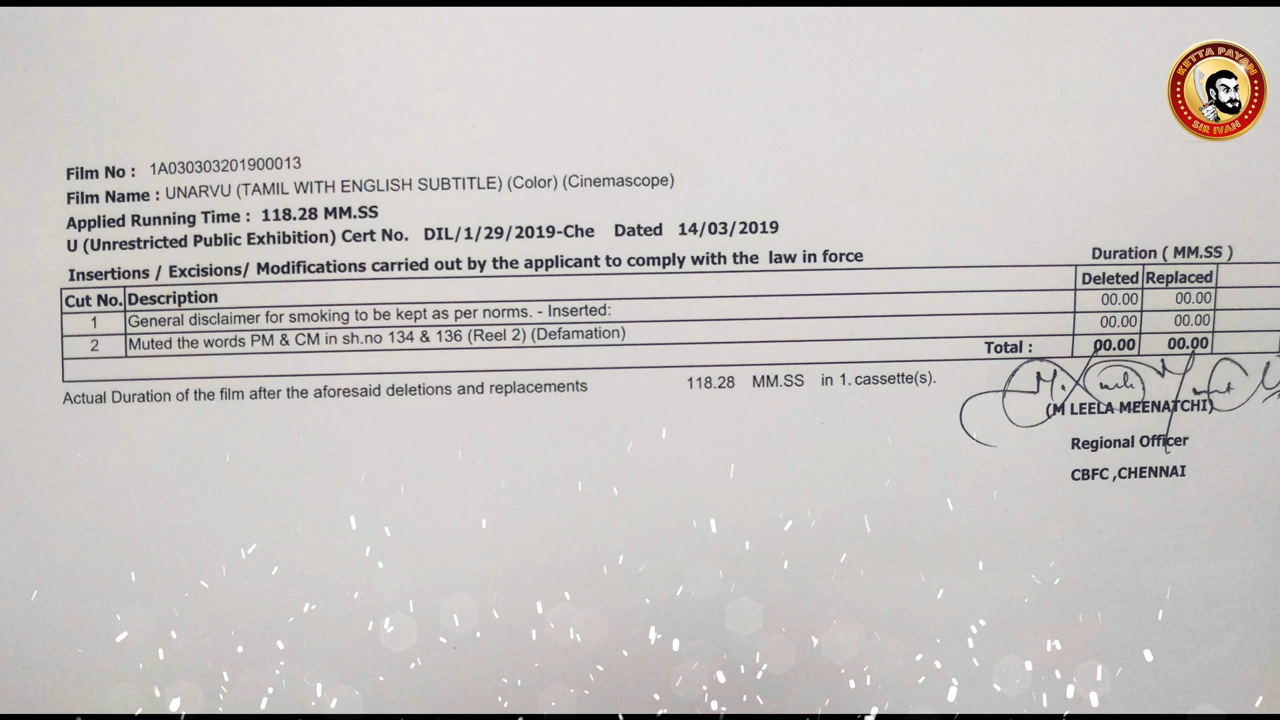 KETTA PAYAN
SIR IVAN
Film No : 1A030303201900013
Film Name : UNARVU (TAMIL WITH ENGLISH SUBTITLE) (Color) (Cinemascope)
Applied Running Time : 118.28 MM.SS
U (Unrestricted Public Exhibition) Cert No. DIL/1/29/2019-Che Dated 14/03/2019
Insertions / Excisions/ Modifications carried out by the applicant to comply with the law in force
Duration ( MM.SS )
Cut No. Description Deleted Replaced
1 General disclaimer for smoking to be kept as per norms. - Inserted: 00.00 00.00
2 Muted the words PM & CM in sh.no 134 & 136 (Reel 2) (Defamation) 00.00 00.00
Total : 00.00 00.00
Actual Duration of the film after the aforesaid deletions and replacements 118.28 MM.SS in 1. cassette(s).
(M LEELA MEENATCHI)
Regional Officer
CBFC ,CHENNAI